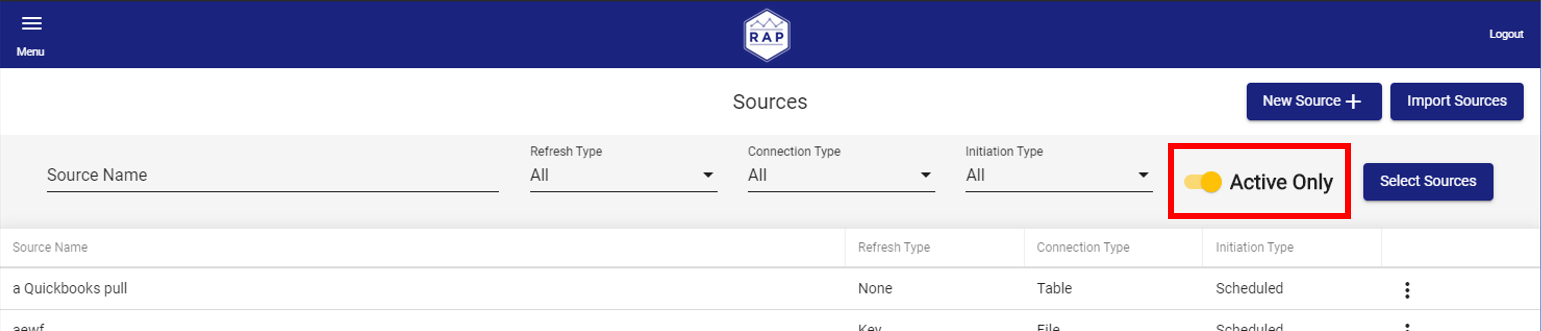 Menu
RAP
Logout
Sources
New Source +
Import Sources
Source Name
Refresh Type
All
Connection Type
All
Initiation Type
All
Active Only
Select Sources
Source Name Refresh Type Connection Type Initiation Type
a Quickbooks pull None Table Scheduled
aewf Key File Scheduled